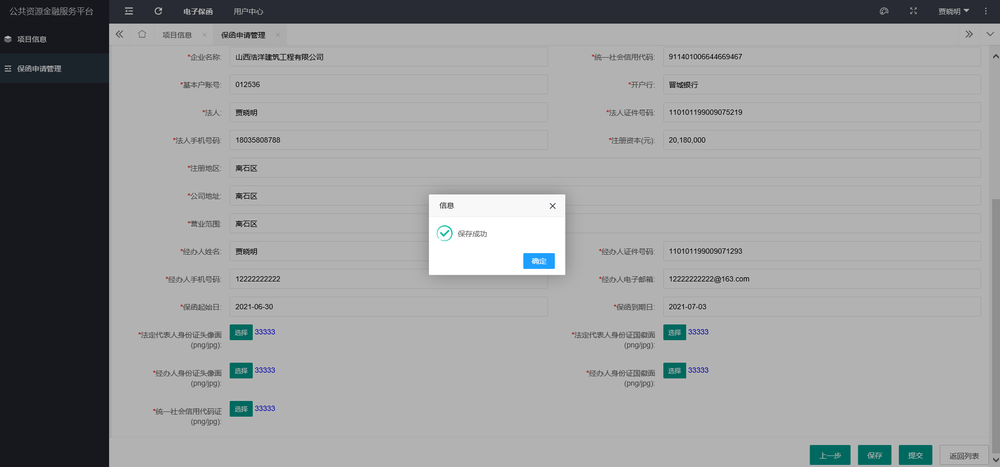 公共资源金融服务平台
电子保函
用户中心
贾晓明
项目信息
保函申请管理
项目信息
保函申请管理
*企业名称: 山西浩洋建筑工程有限公司
*统一社会信用代码: 911401006644669467
*基本户账号: 012536
*开户行: 晋城银行
*法人: 贾晓明
*法人证件号码: 110101199009075219
*法人手机号码: 18035808788
*注册资本(元): 20,180,000
*注册地区: 离石区
*公司地址: 离石区
*营业范围: 离石区
*经办人姓名: 贾晓明
*经办人证件号码: 110101199009071293
*经办人手机号码: 12222222222
*经办人电子邮箱: 12222222222@163.com
*保函起始日: 2021-06-30
*保函到期日: 2021-07-03
*法定代表人身份证头像面
(png/jpg):
选择 33333
*法定代表人身份证国徽面
(png/jpg):
选择 33333
*经办人身份证头像面
(png/jpg):
选择 33333
*经办人身份证国徽面
(png/jpg):
选择 33333
*统一社会信用代码证
(png/jpg):
选择 33333
信息
保存成功
确定
上一步
保存
提交
返回列表